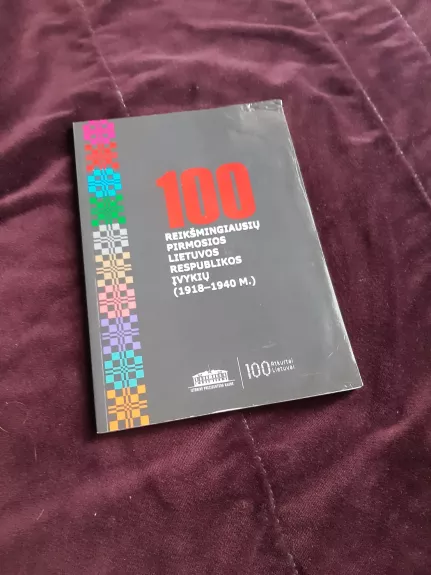 100
REIKŠMINGIAUSIŲ
PIRMOSIOS
LIETUVOS
RESPUBLIKOS
ĮVYKIŲ
(1918–1940 M.)
100 Atkurtai
Lietuvai